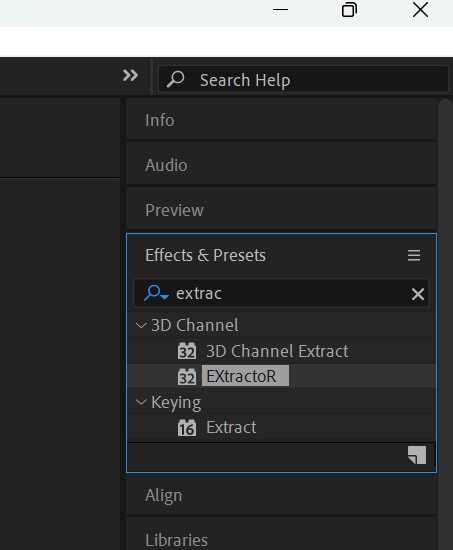 Search Help
Info
Audio
Preview
Effects & Presets
extrac
3D Channel
32 3D Channel Extract
32 EXtractoR
Keying
16 Extract
Align
Libraries